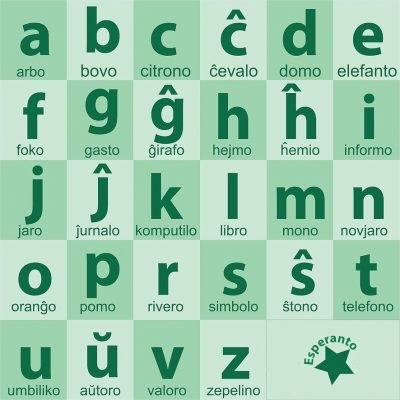 a b c ĉ d e
arbo bovo citrono ĉevalo domo elefanto
f g ĝ h ĥ i
foko gasto ĝirafo hejmo ĥemio informo
j ĵ k l m n
jaro ĵurnalo komputilo libro mono novjaro
o p r s ŝ t
oranĝo pomo rivero simbolo ŝtono telefono
u ŭ v z
umbiliko aŭtoro valoro zepelino
Esperanto